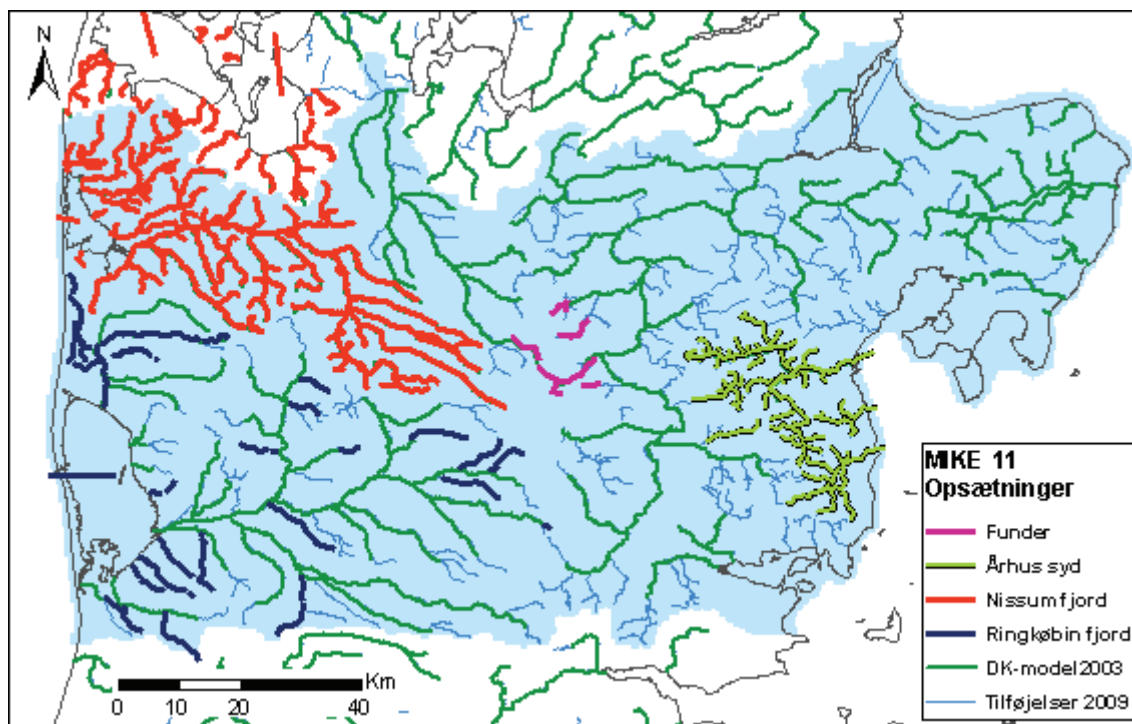 N
MIKE 11
Opsætninger
Funder
Århus syd
Nissum fjord
Ringkøbin fjord
DK-model2003
Tilføjelser 2009
Km
0 10 20 40